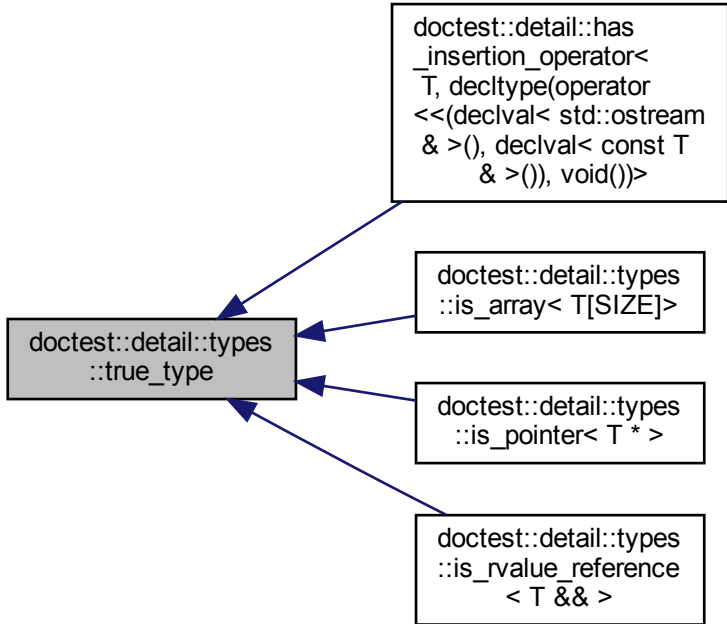 doctest::detail::has
_insertion_operator<
T, decltype(operator
<<(declval< std::ostream
& >(), declval< const T
& >()), void())>
doctest::detail::types
::is_array< T[SIZE]>
doctest::detail::types
::true_type
doctest::detail::types
::is_pointer< T * >
doctest::detail::types
::is_rvalue_reference
< T && >